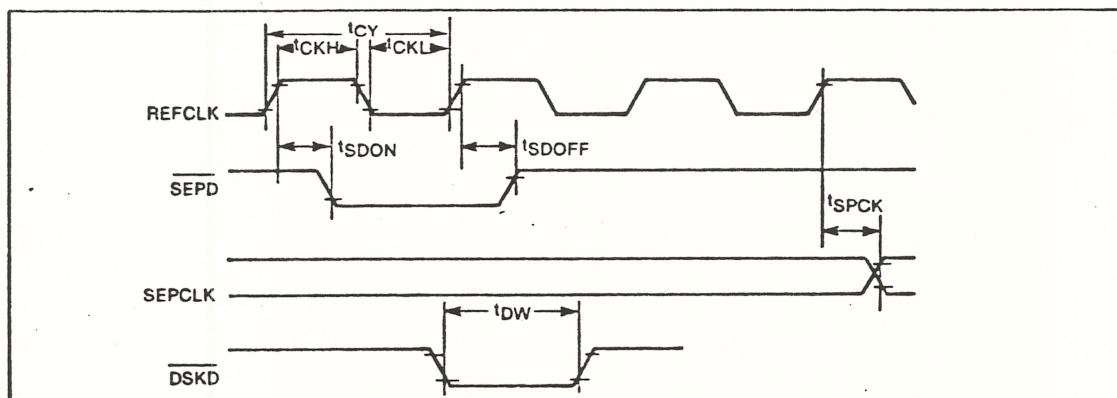 tCY
tCKH tCKL
REFCLK
tSDON tSDOFF
SEPD
tSPCK
SEPCLK
tDW
DSKD